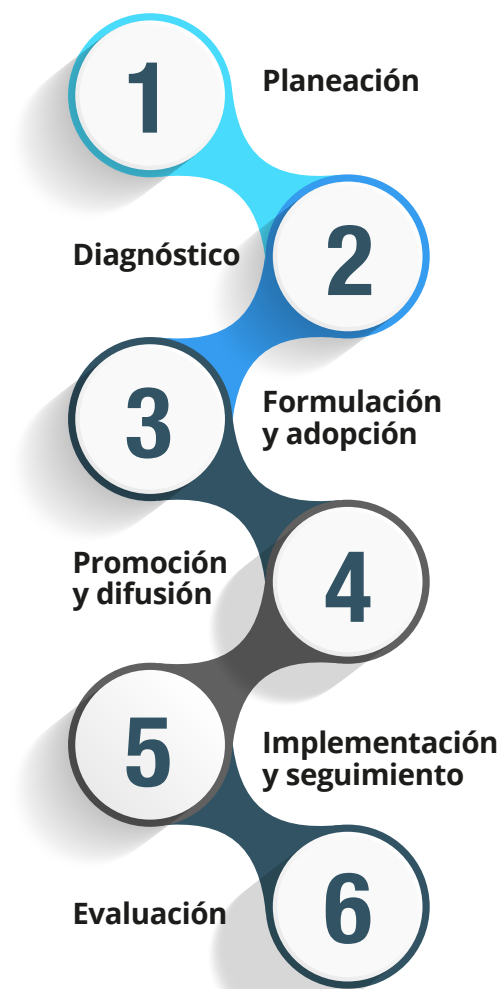 1
Planeación
Diagnóstico
2
3
Formulación
y adopción
Promoción
y difusión
4
5
Implementación
y seguimiento
Evaluación
6